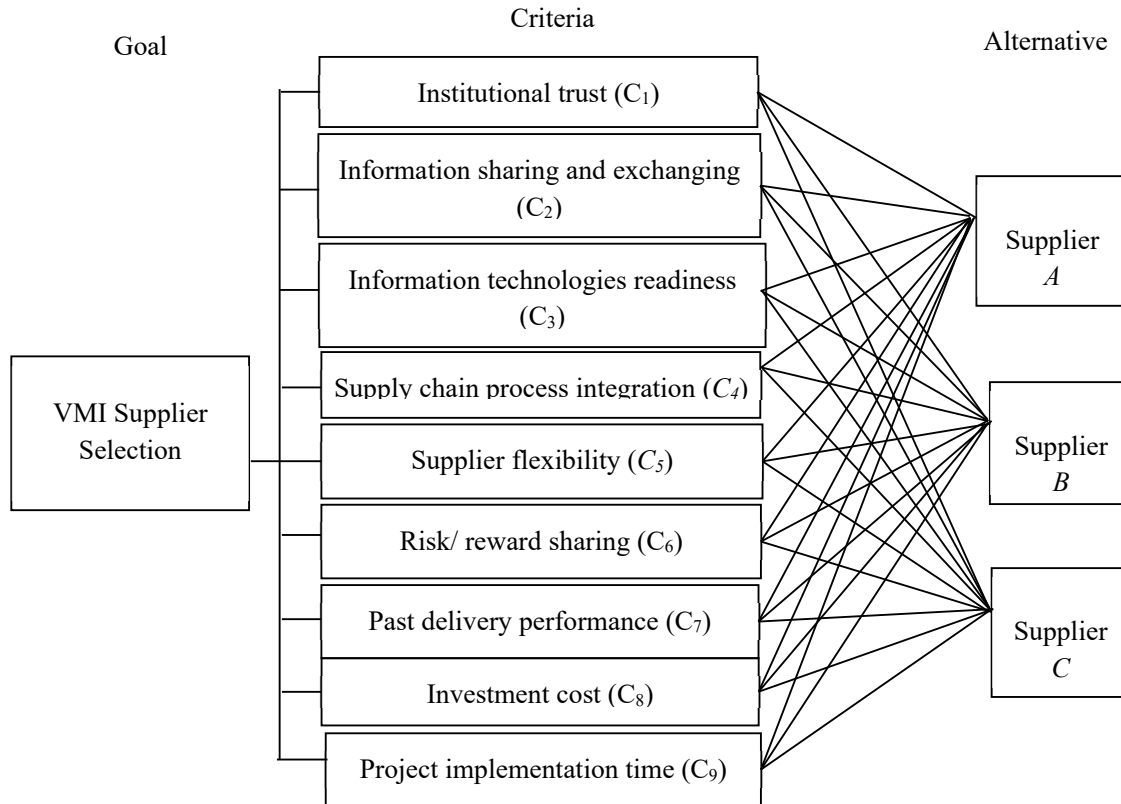 Goal
Criteria
Alternative
Institutional trust (C₁)
Information sharing and exchanging
(C₂)
Information technologies readiness
(C₃)
Supply chain process integration (C₄)
Supplier flexibility (C₅)
Risk/ reward sharing (C₆)
Past delivery performance (C₇)
Investment cost (C₈)
Project implementation time (C₉)
VMI Supplier
Selection
Supplier
A
Supplier
B
Supplier
C